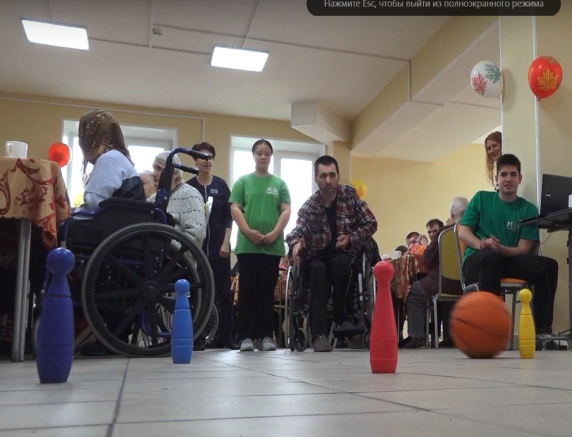 Нажмите Esc, чтобы выйти из полноэкранного режима